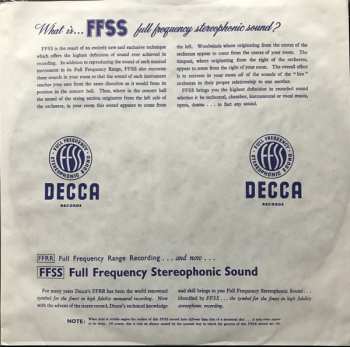 What is... FFSS full frequency stereophonic sound?
FFSS is the result of an entirely new and exclusive technique
which offers the highest definition of sound ever achieved in
recording. In addition to reproducing the sound of each musical
instrument in its Full Frequency Range, FFSS also recreates
these sounds in your room so that the sound of each instrument
reaches your ears from the same direction as it would from its
position in the concert hall. Thus, where in the concert hall
the sound of the string section originates from the left side of
the orchestra, in your room this sound appears to come from
the left. Woodwinds where originating from the centre of the
orchestra appear to come from the centre of your room. The
timpani, where originating from the right of the orchestra,
appear to come from the right of your room. The overall effect
is to recreate in your room all of the sounds of the "live"
orchestra in their proper relationship to one another.
FFSS brings you the highest definition in recorded sound
whether it be orchestral, chamber, instrumental or vocal music,
opera, drama ... in fact any sound.
FULL FREQUENCY
FFSS
STEREOPHONIC SOUND
DECCA
RECORDS
FULL FREQUENCY
FFSS
STEREOPHONIC SOUND
DECCA
RECORDS
FFRR Full Frequency Range Recording ... and now ...
FFSS Full Frequency Stereophonic Sound
For many years Decca's FFRR has been the world renowned
symbol for the finest in high fidelity monaural recording. Now
with the advent of the stereo record, Decca's technical knowledge
and skill brings to you Full Frequency Stereophonic Sound ...
identified by FFSS ... the symbol for the finest in high fidelity
stereophonic recording.
NOTE: